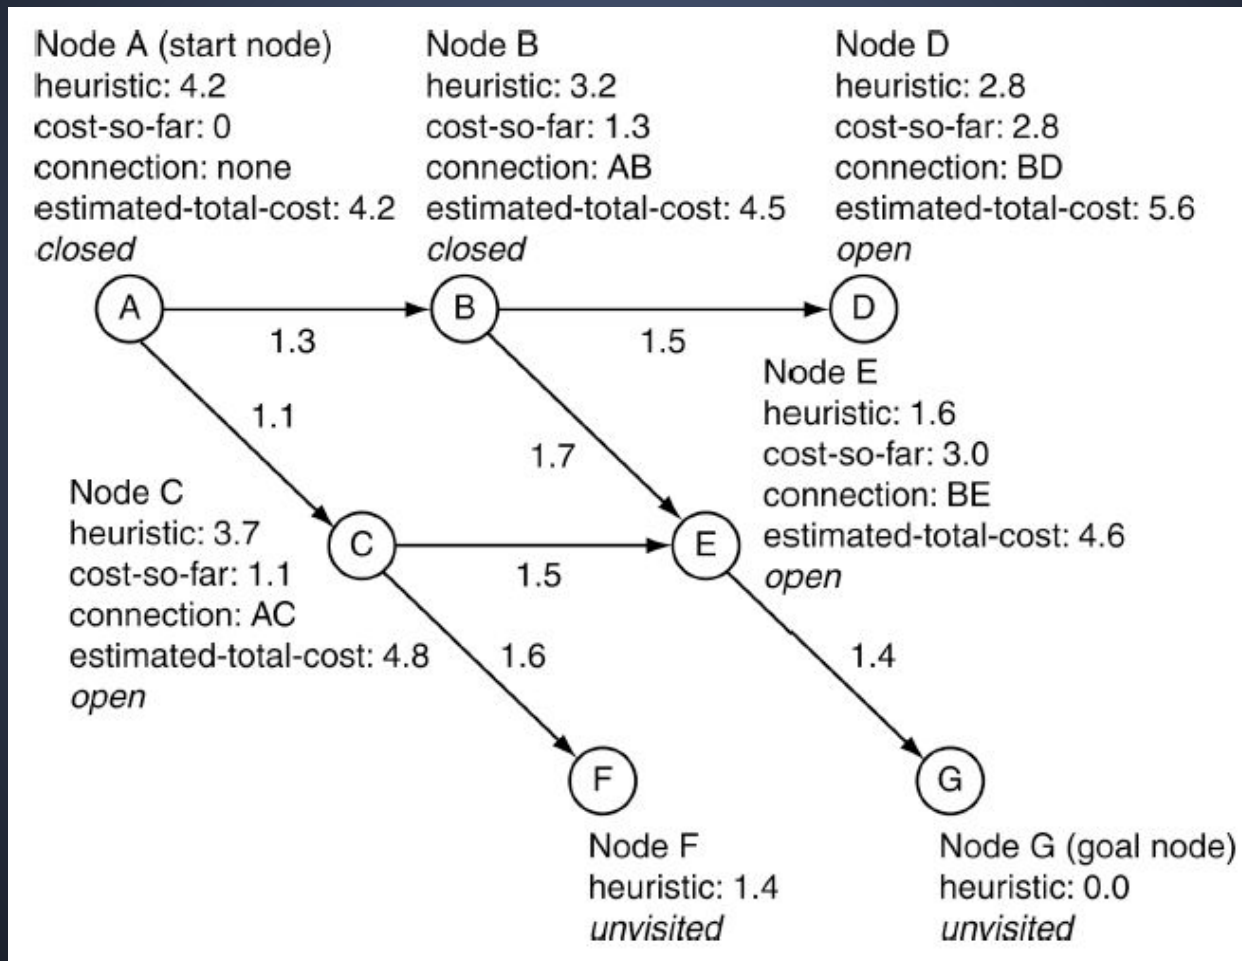 Node A (start node)
heuristic: 4.2
cost-so-far: 0
connection: none
estimated-total-cost: 4.2
closed
Node B
heuristic: 3.2
cost-so-far: 1.3
connection: AB
estimated-total-cost: 4.5
closed
Node D
heuristic: 2.8
cost-so-far: 2.8
connection: BD
estimated-total-cost: 5.6
open
A
B
D
1.3
1.5
Node E
heuristic: 1.6
cost-so-far: 3.0
connection: BE
estimated-total-cost: 4.6
open
1.1
1.7
Node C
heuristic: 3.7
cost-so-far: 1.1
connection: AC
estimated-total-cost: 4.8
open
C
E
1.5
1.6
1.4
F
G
Node F
heuristic: 1.4
unvisited
Node G (goal node)
heuristic: 0.0
unvisited